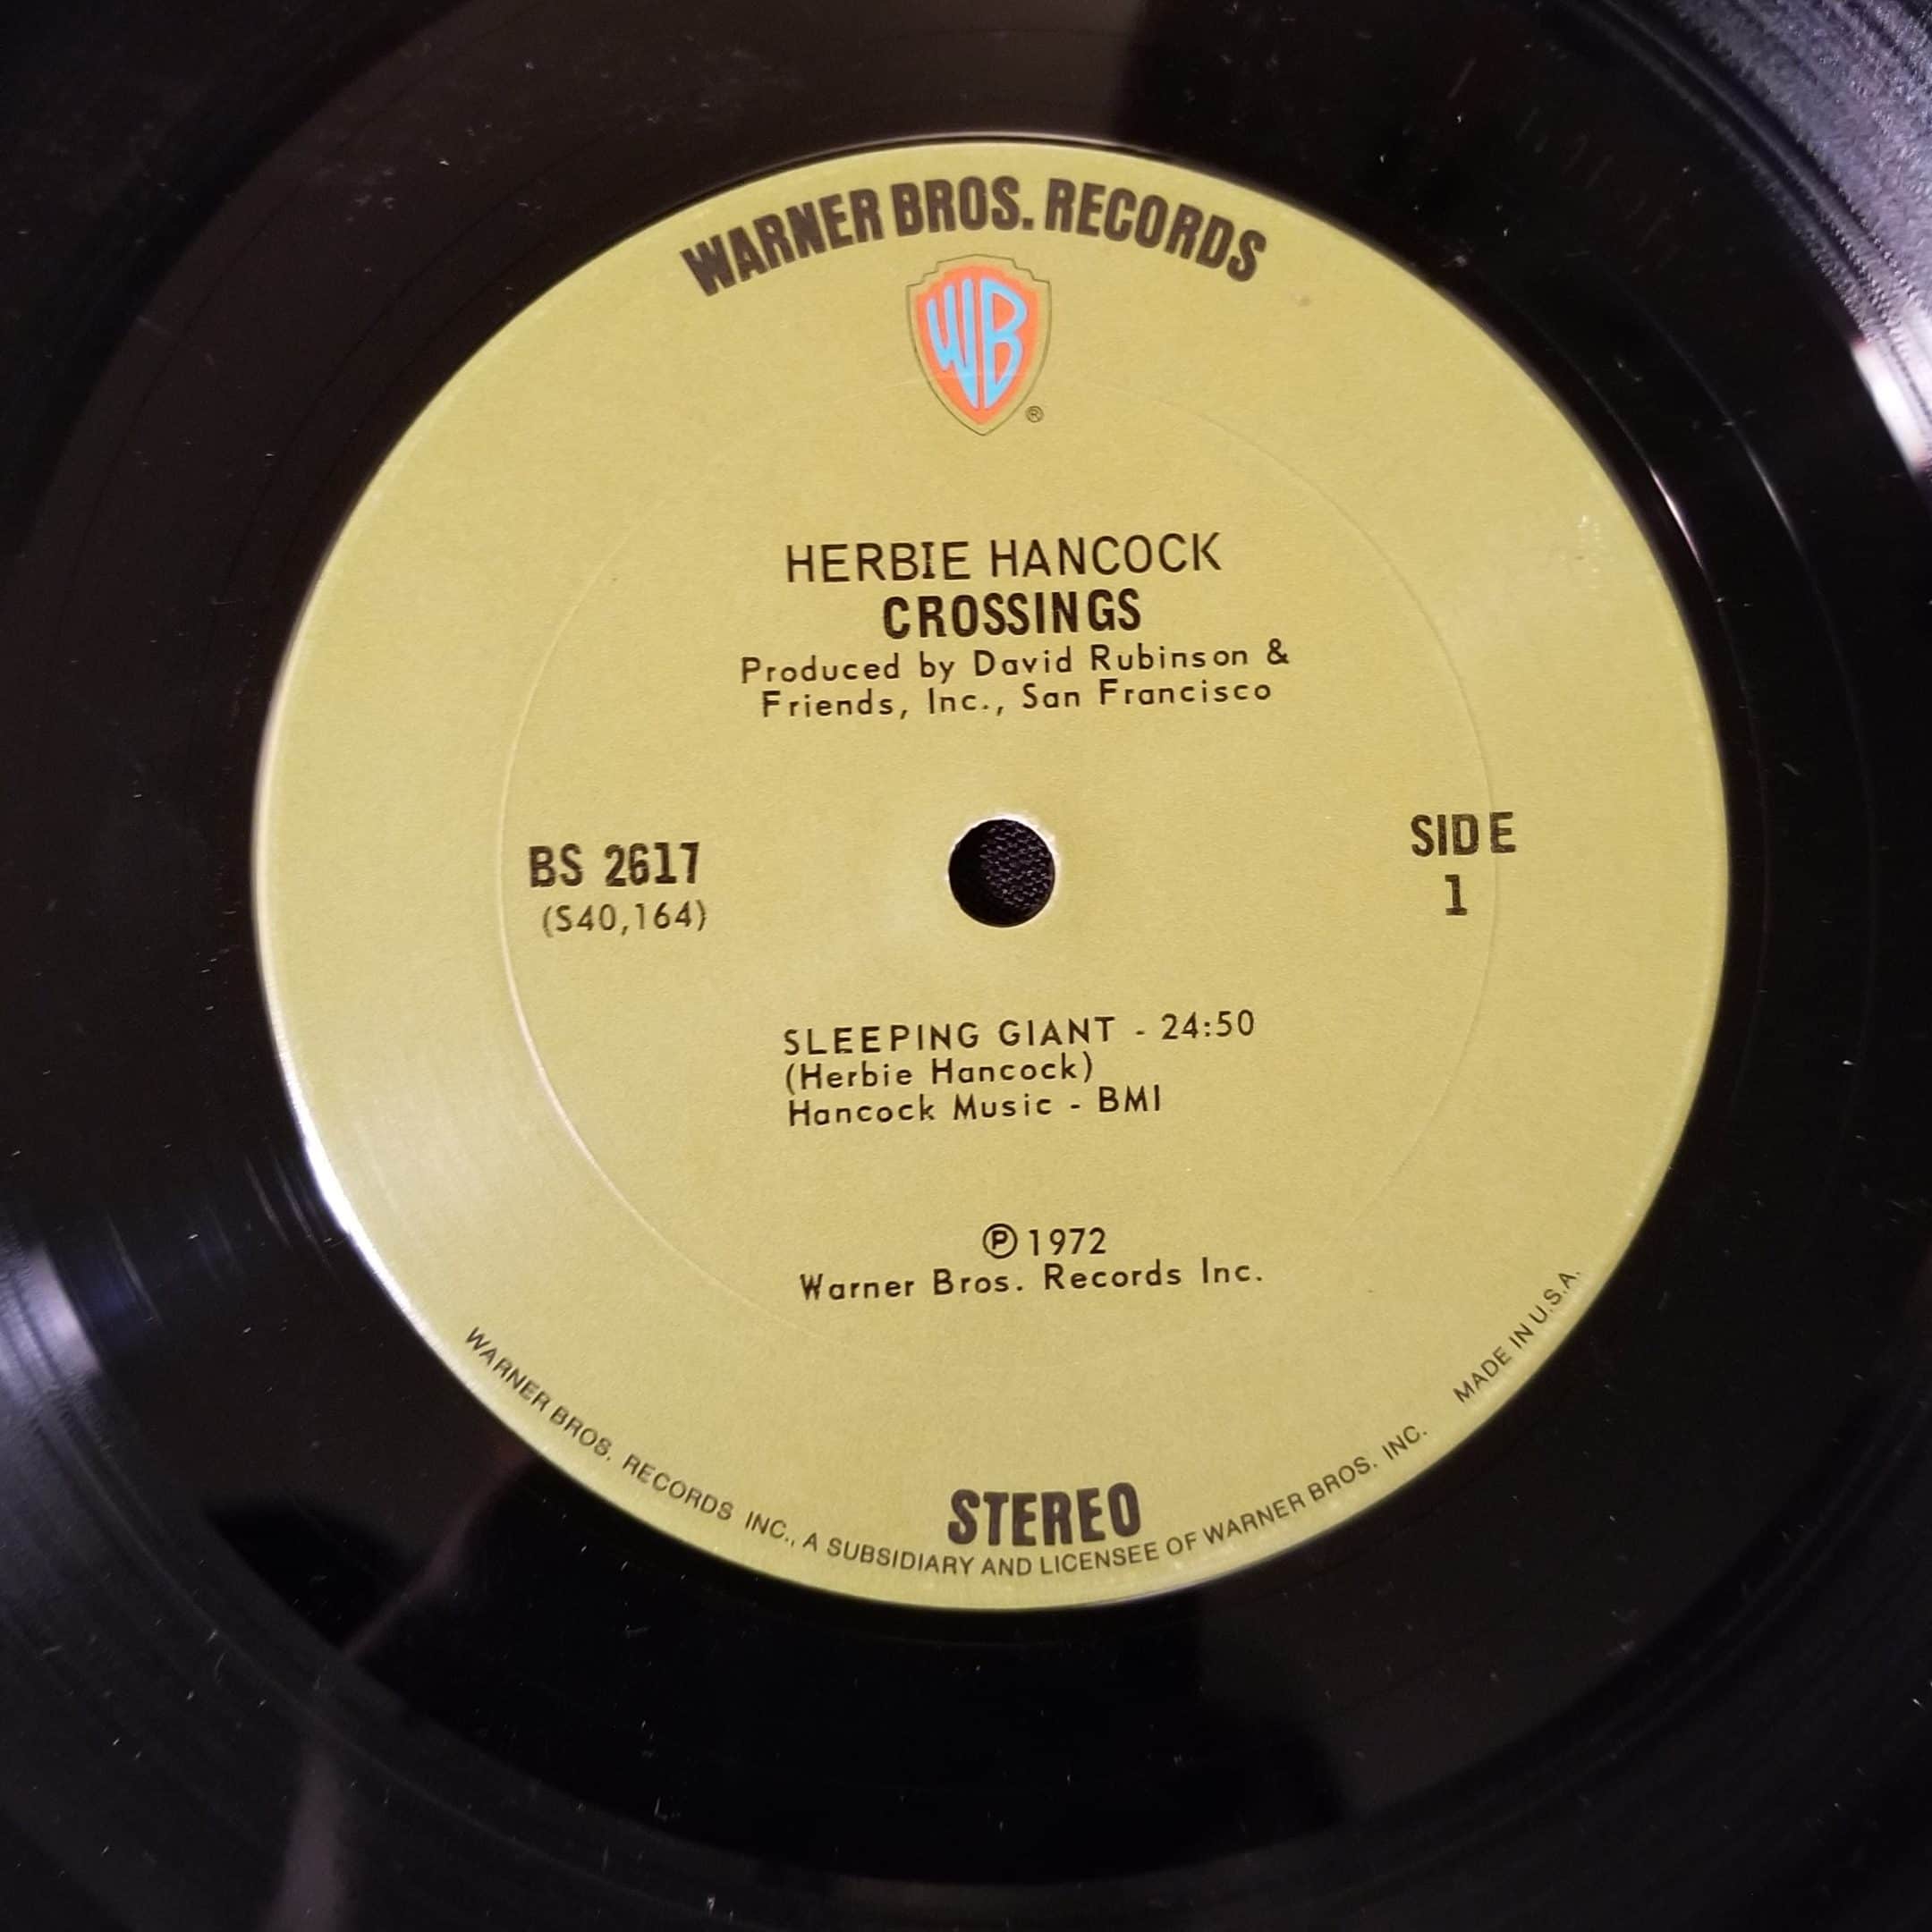 WARNER BROS. RECORDS
WB
®
HERBIE HANCOCK
CROSSINGS
Produced by David Rubinson &
Friends, Inc., San Francisco
BS 2617
(S40,164)
SIDE
1
SLEEPING GIANT - 24:50
(Herbie Hancock)
Hancock Music - BMI
℗ 1972
Warner Bros. Records Inc.
STEREO
WARNER BROS. RECORDS INC., A SUBSIDIARY AND LICENSEE OF WARNER BROS. INC. MADE IN U.S.A.